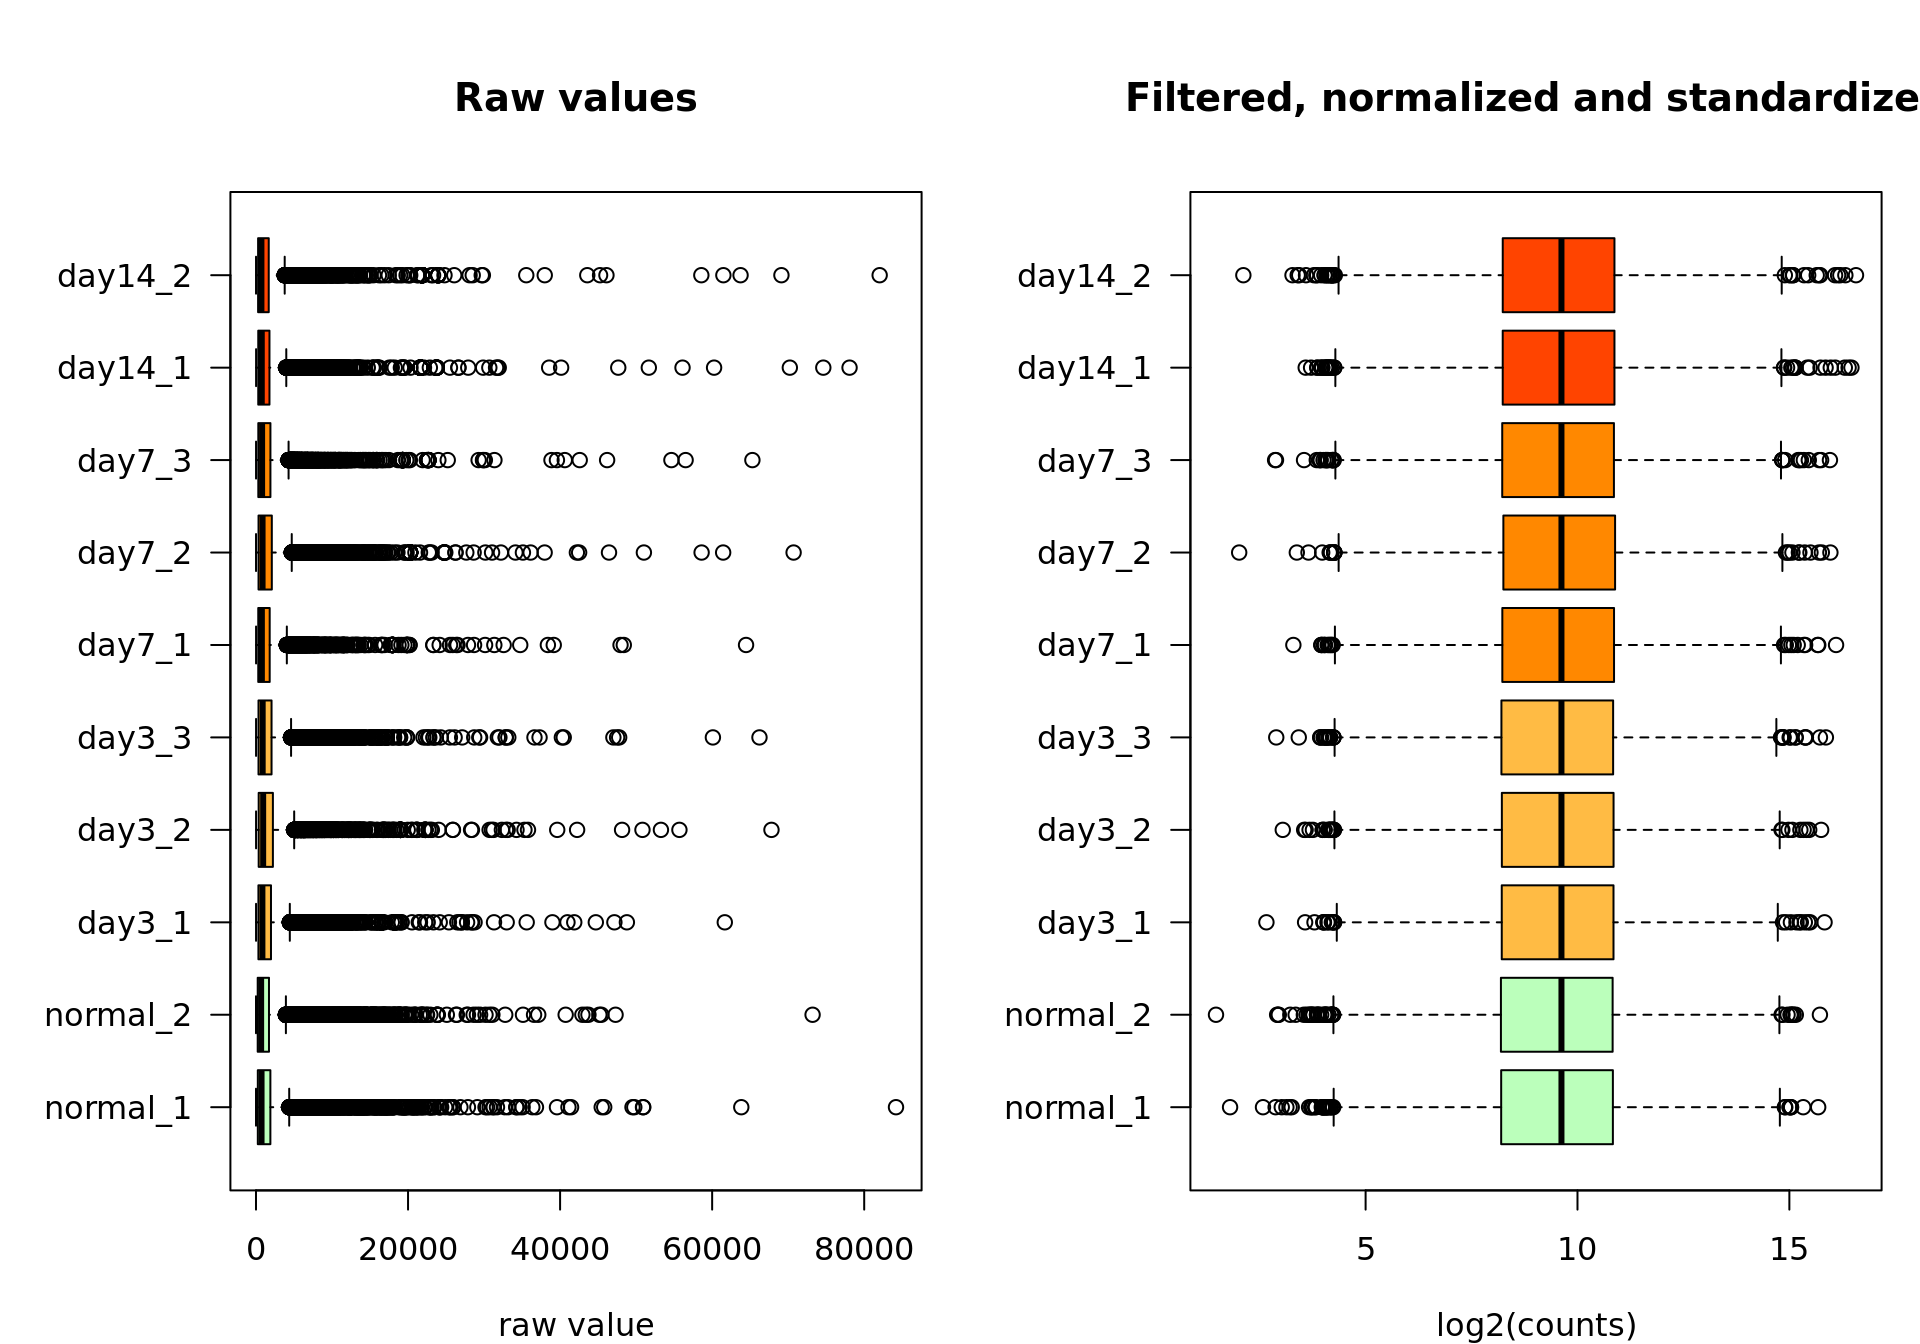 Raw values
day14_2
day14_1
day7_3
day7_2
day7_1
day3_3
day3_2
day3_1
normal_2
normal_1
0 20000 40000 60000 80000
raw value
Filtered, normalized and standardize
day14_2
day14_1
day7_3
day7_2
day7_1
day3_3
day3_2
day3_1
normal_2
normal_1
5 10 15
log2(counts)